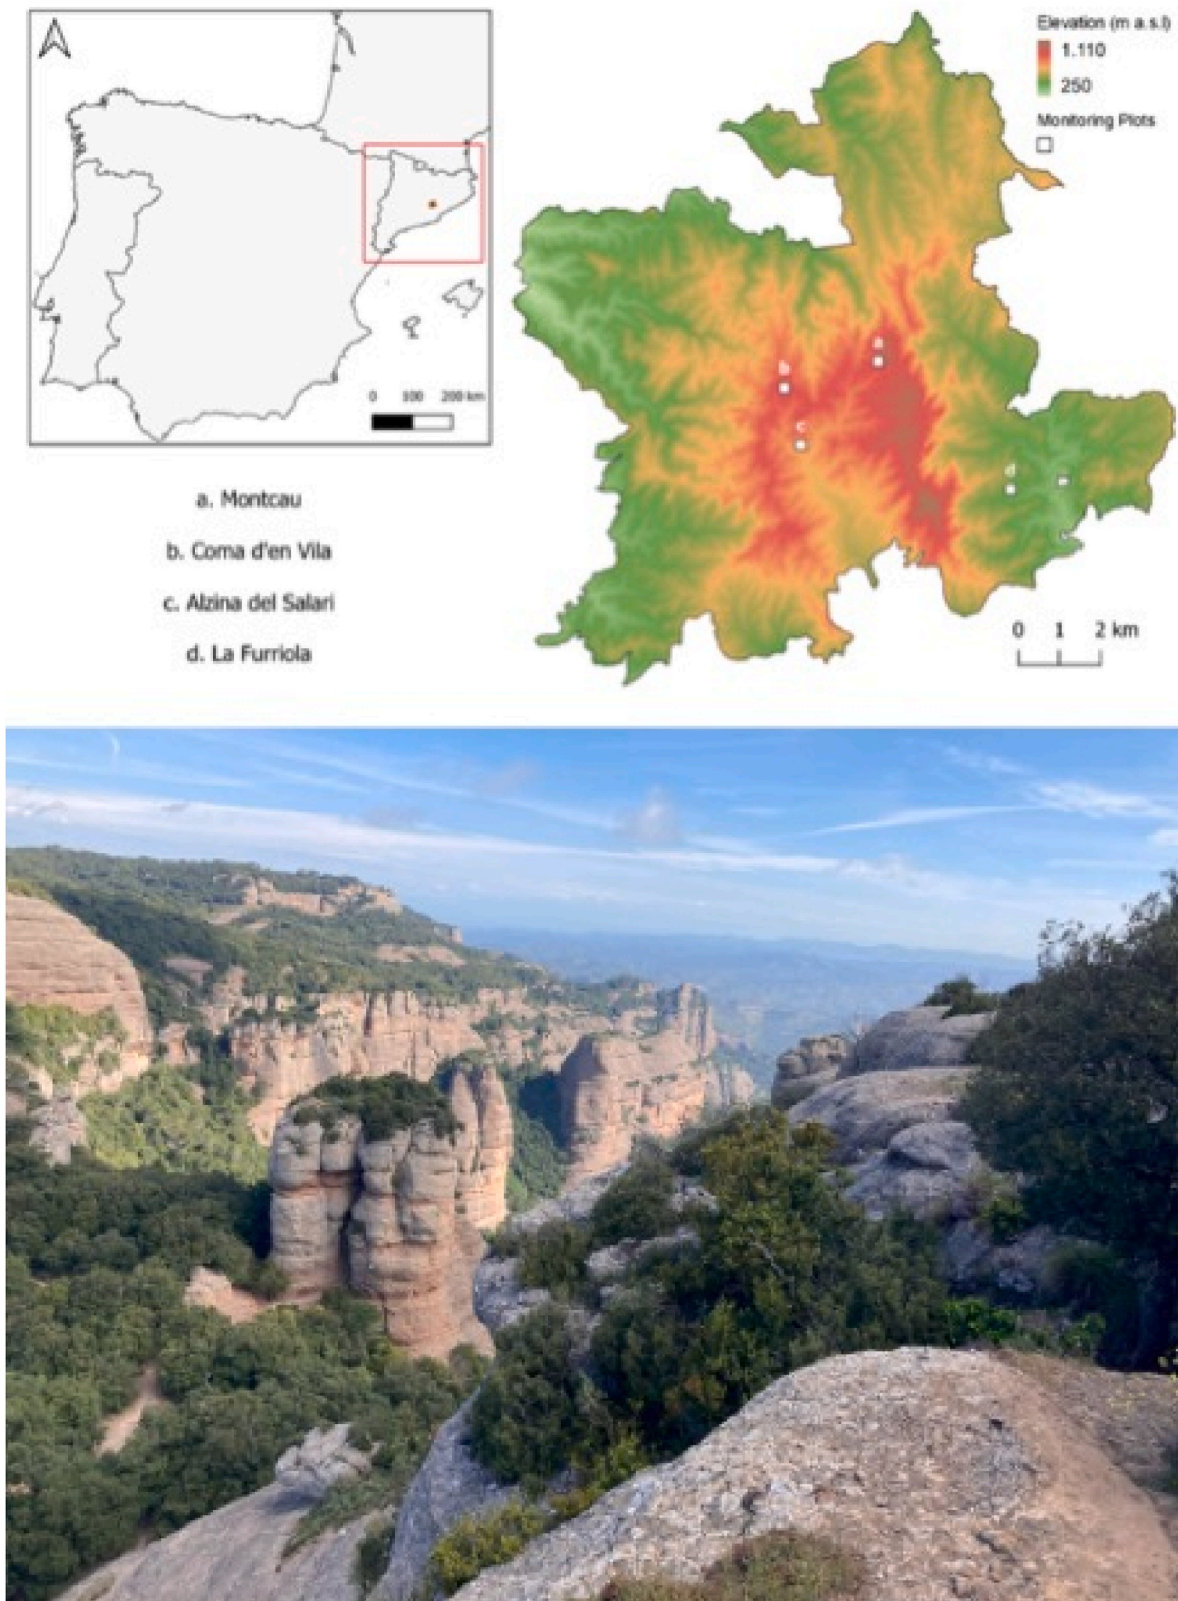 Elevation (m a.s.l)
1.110
250
Monitoring Plots
0 100 200 km
a
b
c
d
a. Montcau
b. Coma d'en Vila
c. Alzina del Salari
d. La Furriola
0 1 2 km